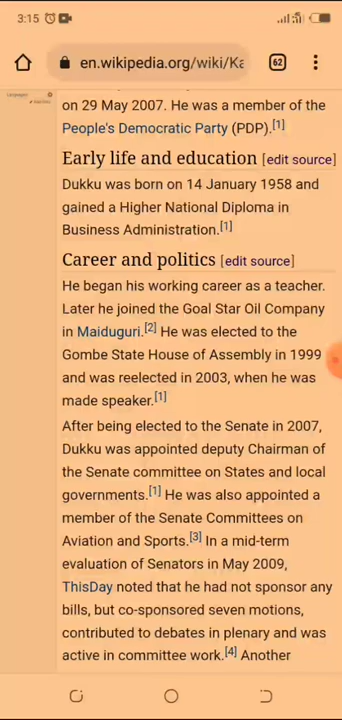 3:15
en.wikipedia.org/wiki/Ka
62
Languages
on 29 May 2007. He was a member of the
People's Democratic Party (PDP).[1]
Early life and education [edit source]
Dukku was born on 14 January 1958 and
gained a Higher National Diploma in
Business Administration.[1]
Career and politics [edit source]
He began his working career as a teacher.
Later he joined the Goal Star Oil Company
in Maiduguri.[2] He was elected to the
Gombe State House of Assembly in 1999
and was reelected in 2003, when he was
made speaker.[1]
After being elected to the Senate in 2007,
Dukku was appointed deputy Chairman of
the Senate committee on States and local
governments.[1] He was also appointed a
member of the Senate Committees on
Aviation and Sports.[3] In a mid-term
evaluation of Senators in May 2009,
ThisDay noted that he had not sponsor any
bills, but co-sponsored seven motions,
contributed to debates in plenary and was
active in committee work.[4] Another